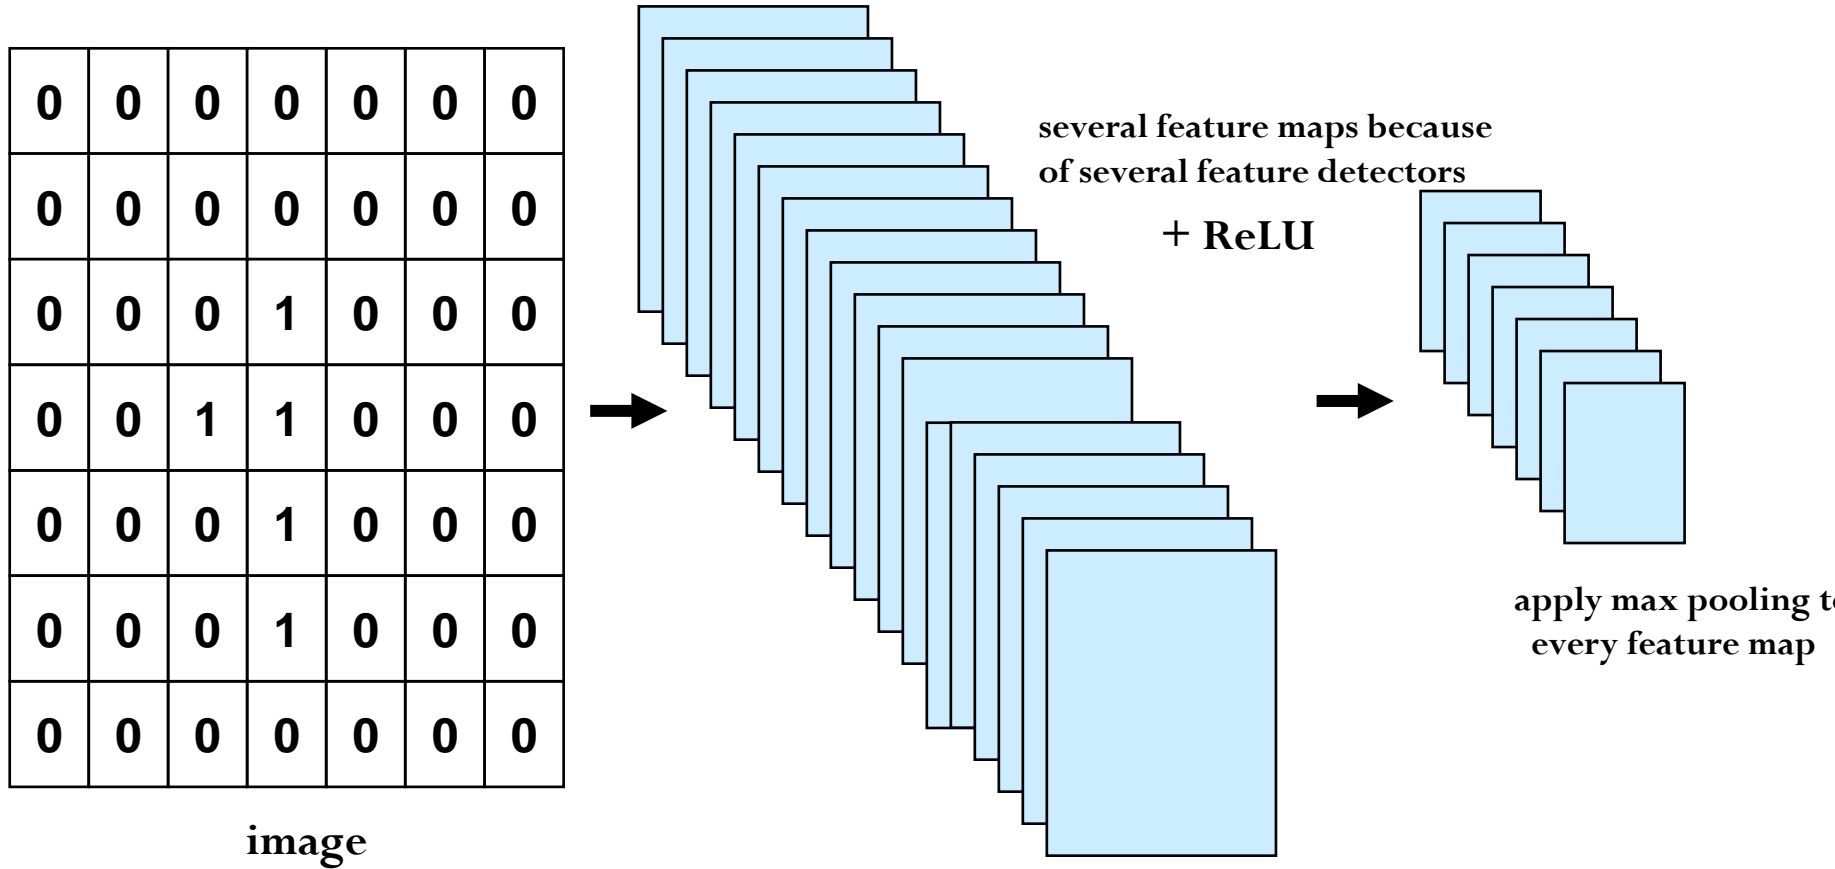 0 0 0 0 0 0 0
0 0 0 0 0 0 0
0 0 0 1 0 0 0
0 0 1 1 0 0 0
0 0 0 1 0 0 0
0 0 0 1 0 0 0
0 0 0 0 0 0 0
image
several feature maps because
of several feature detectors
+ ReLU
apply max pooling
every feature map